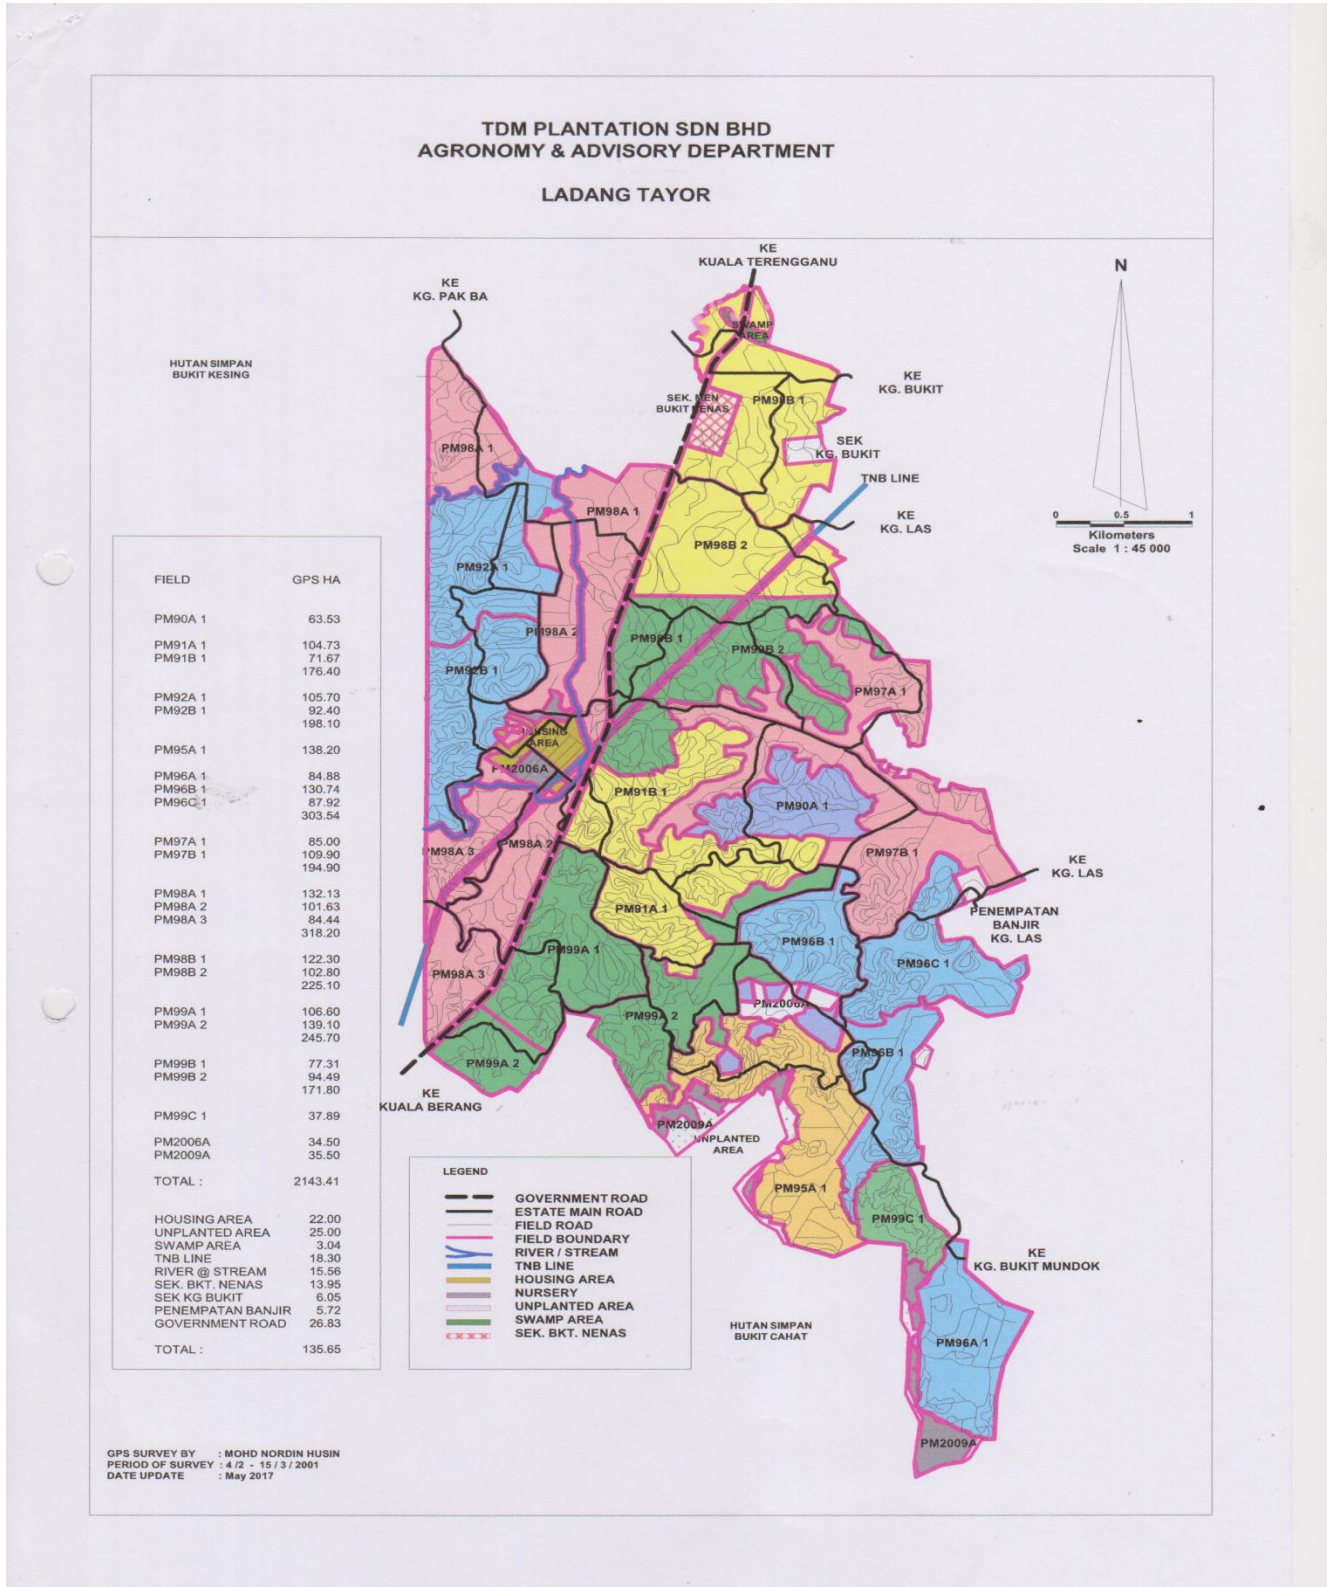 TDM PLANTATION SDN BHD
AGRONOMY & ADVISORY DEPARTMENT
LADANG TAYOR
KE
KUALA TERENGGANU
KE
KG. PAK BA
N
HUTAN SIMPAN
BUKIT KESING
SWAMP
AREA
KE
KG. BUKIT
SEK. MEN
BUKIT NENAS
PM98B 1
PM98A 1
SEK
KG. BUKIT
TNB LINE
PM98A 1
KE
KG. LAS
0 0.5 1
Kilometers
Scale 1 : 45 000
PM98B 2
PM92A 1
PM98A 2
PM98B 1
PM99B 2
PM92B 1
PM97A 1
HOUSING
AREA
PM2006A
PM91B 1
PM90A 1
PM98A 3
PM98A 2
PM97B 1
KE
KG. LAS
PM91A 1
PENEMPATAN
BANJIR
KG. LAS
PM99A 1
PM96B 1
PM96C 1
PM98A 3
PM2006A
PM99A 2
PM99A 2
PM96B 1
KE
KUALA BERANG
PM2009A
UNPLANTED
AREA
PM95A 1
PM99C 1
KE
KG. BUKIT MUNDOK
HUTAN SIMPAN
BUKIT CAHAT
PM96A 1
PM2009A
FIELD GPS HA
PM90A 1 63.53
PM91A 1 104.73
PM91B 1 71.67
176.40
PM92A 1 105.70
PM92B 1 92.40
198.10
PM95A 1 138.20
PM96A 1 84.88
PM96B 1 130.74
PM96C 1 87.92
303.54
PM97A 1 85.00
PM97B 1 109.90
194.90
PM98A 1 132.13
PM98A 2 101.63
PM98A 3 84.44
318.20
PM98B 1 122.30
PM98B 2 102.80
225.10
PM99A 1 106.60
PM99A 2 139.10
245.70
PM99B 1 77.31
PM99B 2 94.49
171.80
PM99C 1 37.89
PM2006A 34.50
PM2009A 35.50
TOTAL : 2143.41
HOUSING AREA 22.00
UNPLANTED AREA 25.00
SWAMP AREA 3.04
TNB LINE 18.30
RIVER @ STREAM 15.56
SEK. BKT. NENAS 13.95
SEK KG BUKIT 6.05
PENEMPATAN BANJIR 5.72
GOVERNMENT ROAD 26.83
TOTAL : 135.65
LEGEND
GOVERNMENT ROAD
ESTATE MAIN ROAD
FIELD ROAD
FIELD BOUNDARY
RIVER / STREAM
TNB LINE
HOUSING AREA
NURSERY
UNPLANTED AREA
SWAMP AREA
SEK. BKT. NENAS
GPS SURVEY BY : MOHD NORDIN HUSIN
PERIOD OF SURVEY : 4 /2 - 15 / 3 / 2001
DATE UPDATE : May 2017